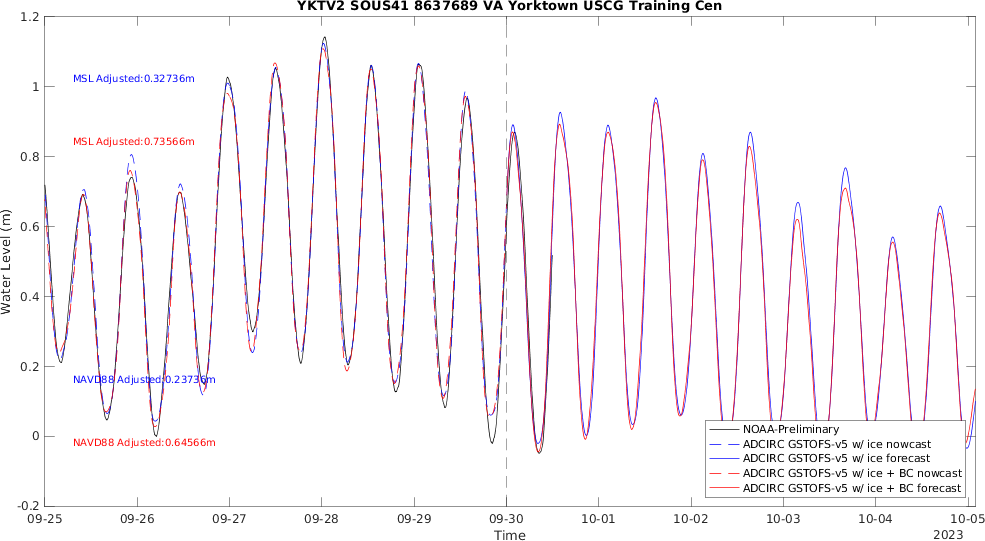 YKTV2 SOUS41 8637689 VA Yorktown USCG Training Cen
1.2
1
0.8
0.6
0.4
0.2
0
-0.2
Water Level (m)
MSL Adjusted:0.32736m
MSL Adjusted:0.73566m
NAVD88 Adjusted:0.23736m
NAVD88 Adjusted:0.64566m
NOAA-Preliminary
ADCIRC GSTOFS-v5 w/ ice nowcast
ADCIRC GSTOFS-v5 w/ ice forecast
ADCIRC GSTOFS-v5 w/ ice + BC nowcast
ADCIRC GSTOFS-v5 w/ ice + BC forecast
09-25 09-26 09-27 09-28 09-29 09-30 10-01 10-02 10-03 10-04 10-05
Time
2023